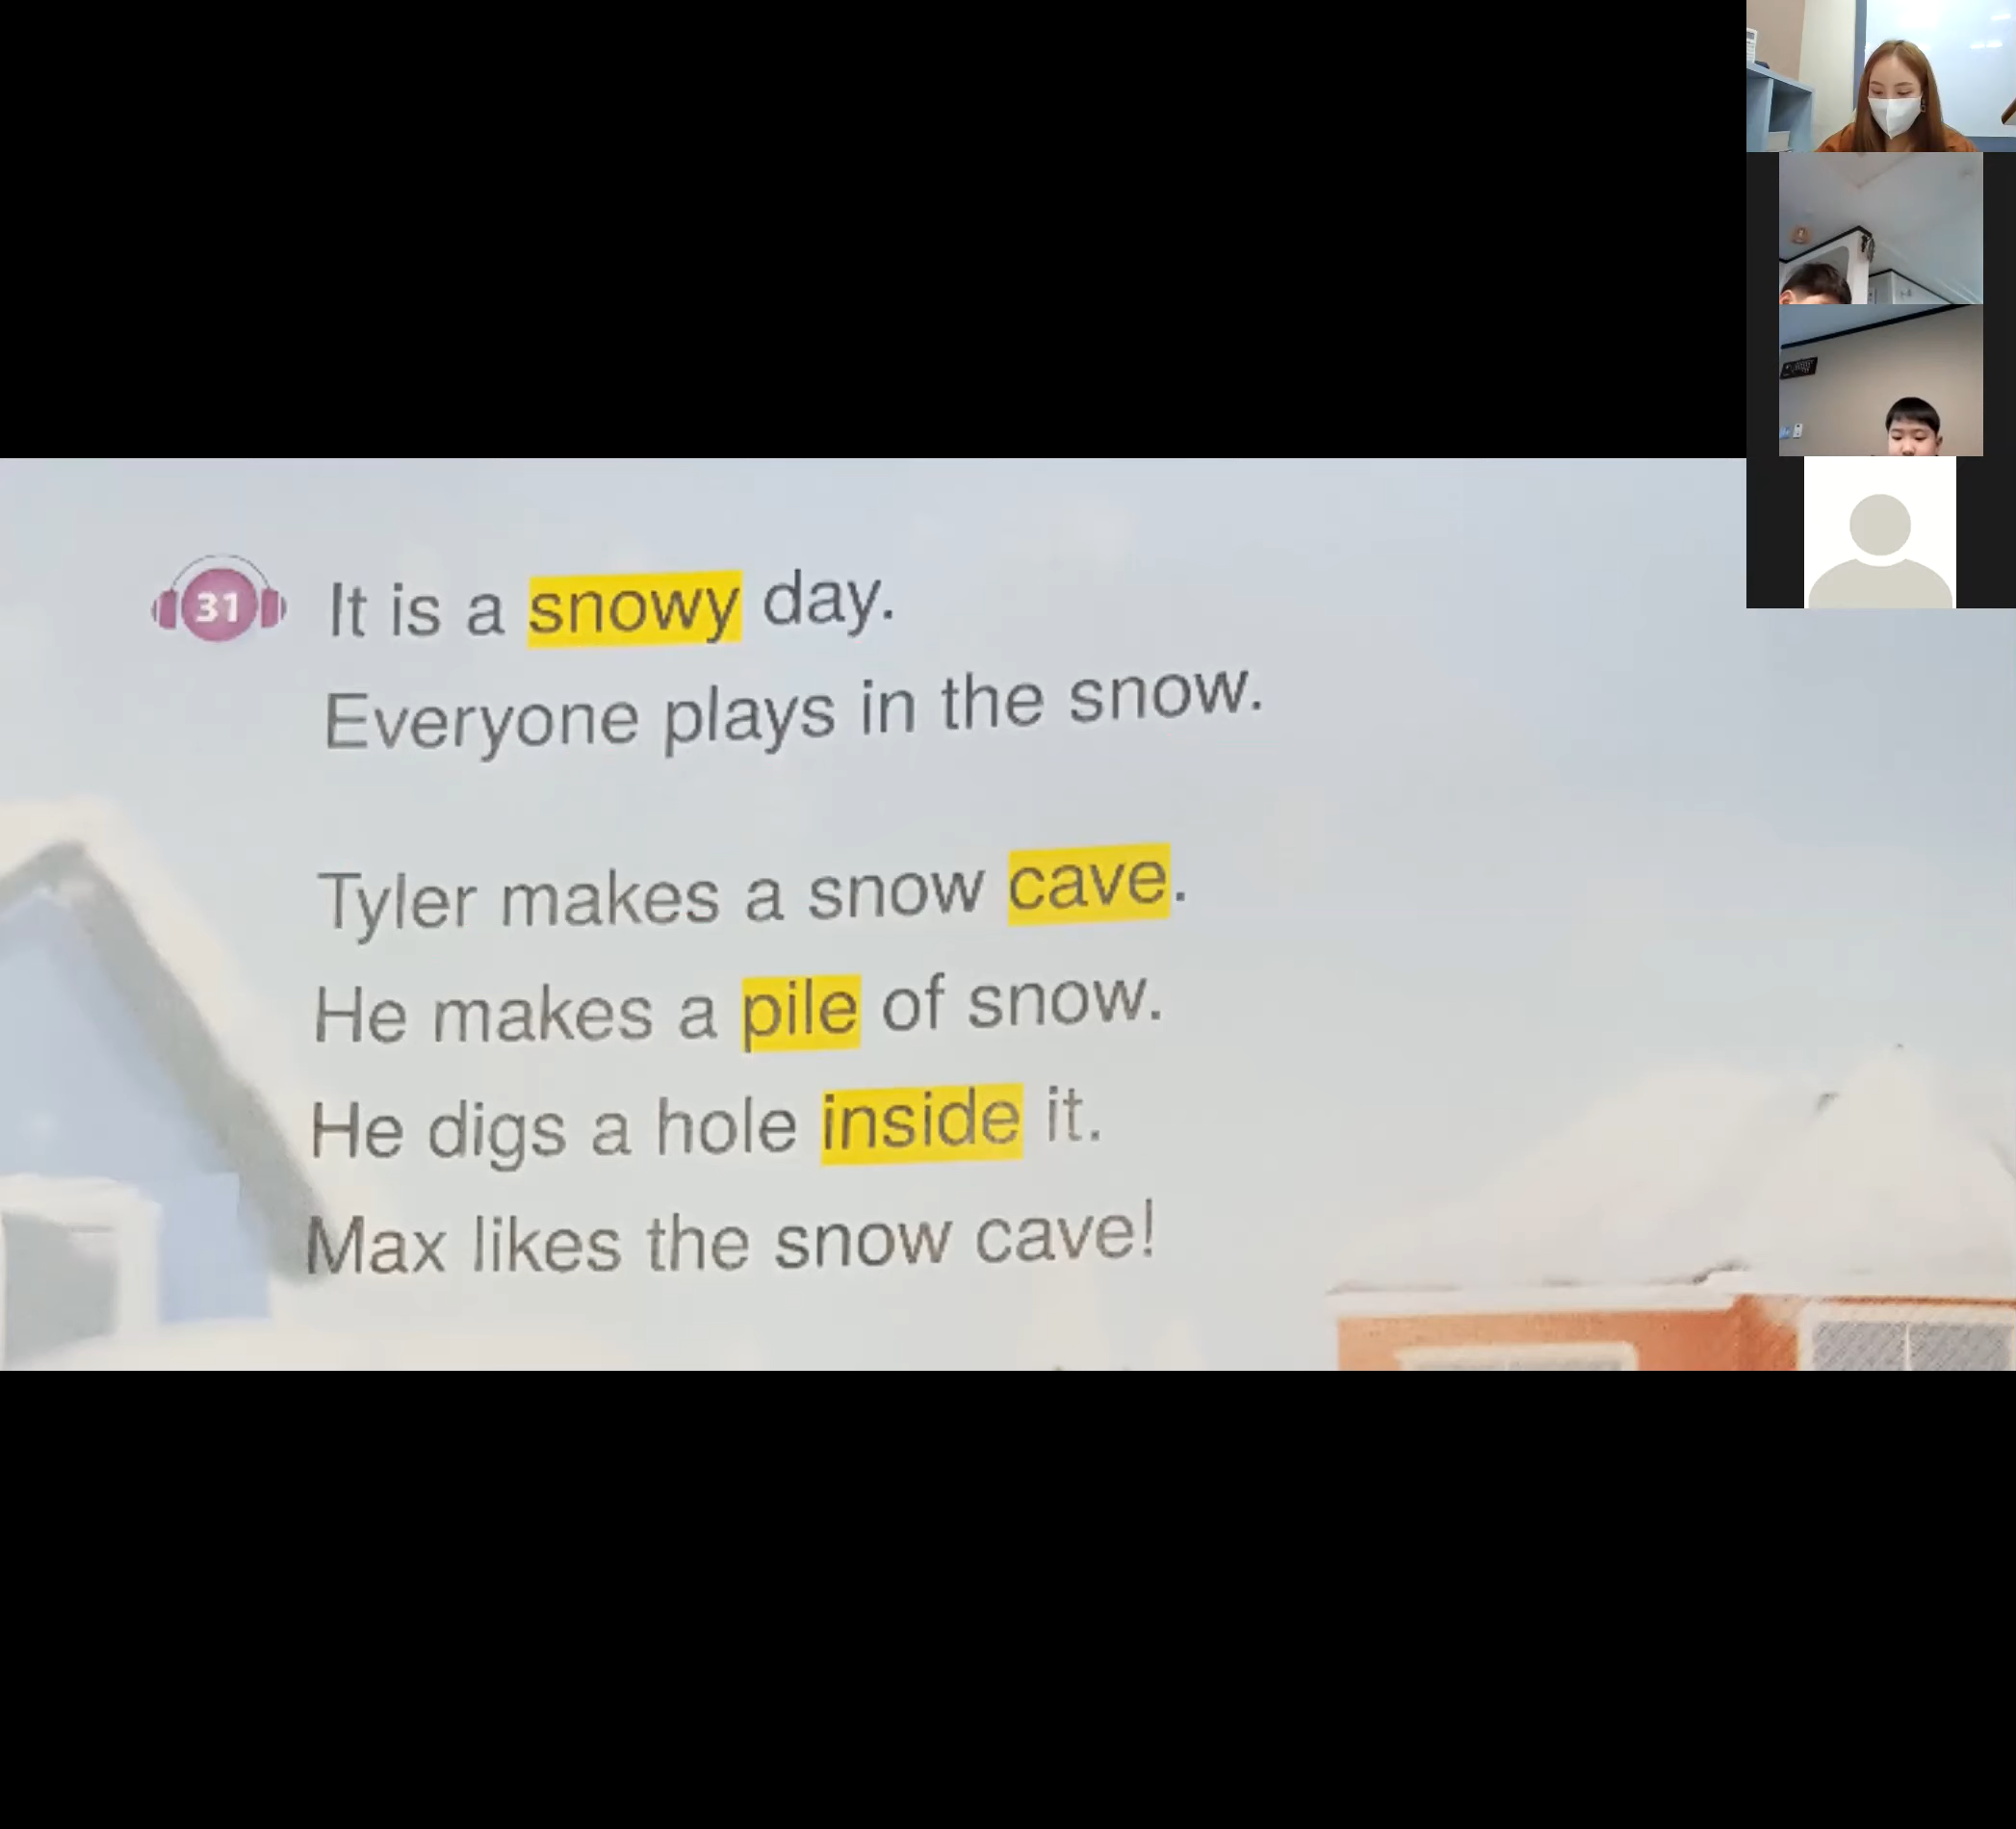 31
It is a snowy day.
Everyone plays in the snow.
Tyler makes a snow cave.
He makes a pile of snow.
He digs a hole inside it.
Max likes the snow cave!